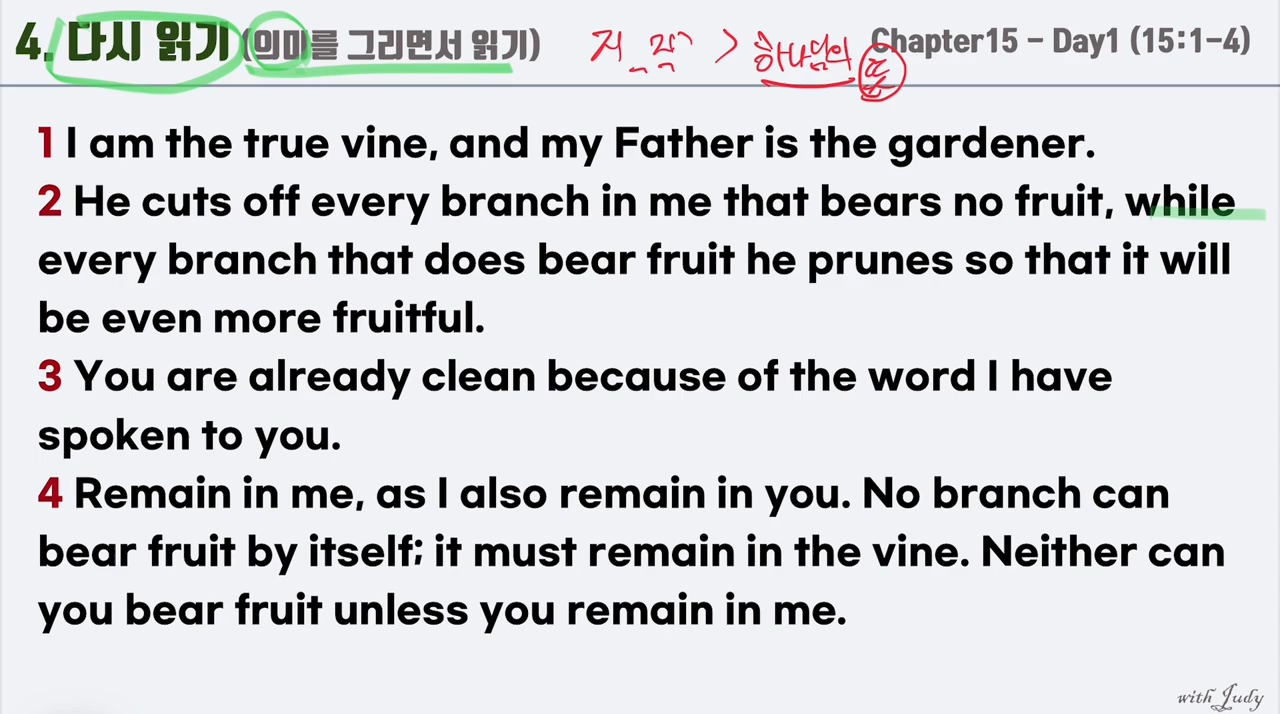 4. 다시 읽기 (의미를 그리면서 읽기) > 하나님의 뜻 Chapter15 – Day1 (15:1-4)
1 I am the true vine, and my Father is the gardener.
2 He cuts off every branch in me that bears no fruit, while
every branch that does bear fruit he prunes so that it will
be even more fruitful.
3 You are already clean because of the word I have
spoken to you.
4 Remain in me, as I also remain in you. No branch can
bear fruit by itself; it must remain in the vine. Neither can
you bear fruit unless you remain in me.
with Judy